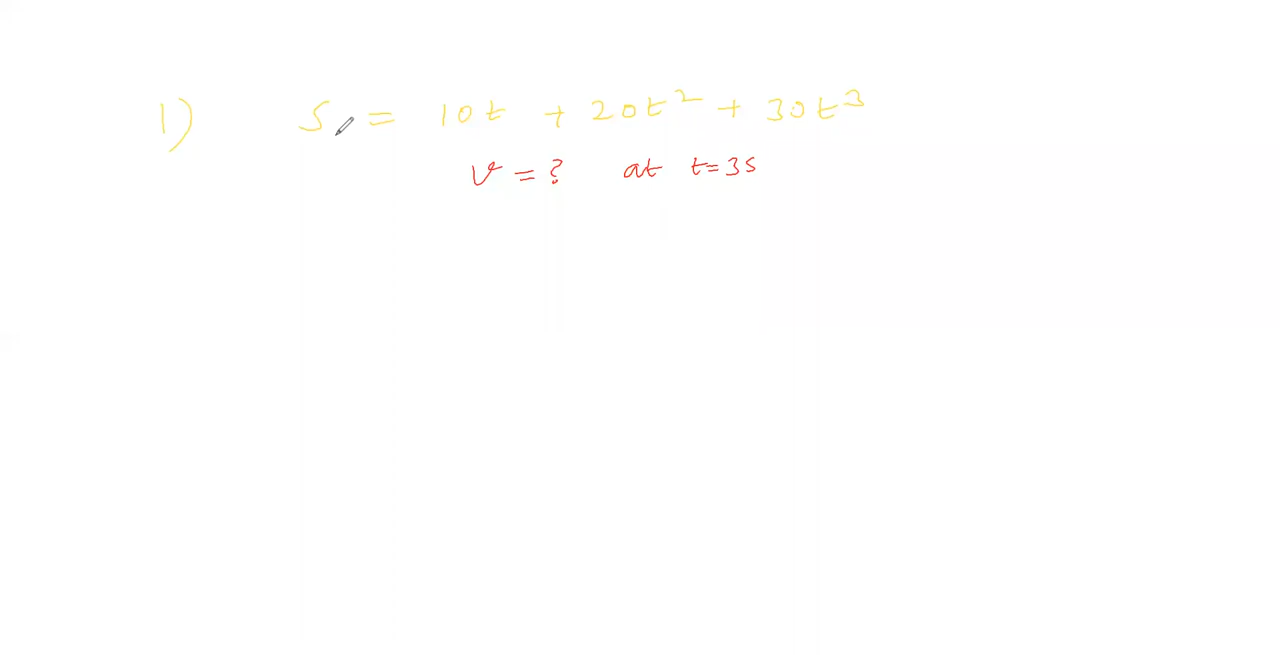 1) S = 10t + 20t² + 30t³
v = ? at t=3s